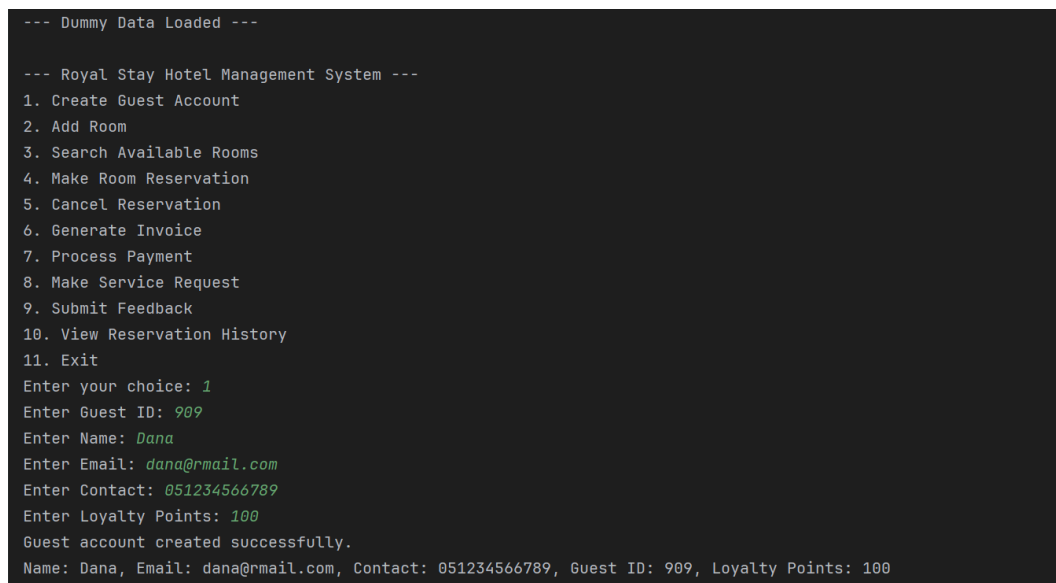 --- Dummy Data Loaded ---
--- Royal Stay Hotel Management System ---
1. Create Guest Account
2. Add Room
3. Search Available Rooms
4. Make Room Reservation
5. Cancel Reservation
6. Generate Invoice
7. Process Payment
8. Make Service Request
9. Submit Feedback
10. View Reservation History
11. Exit
Enter your choice: 1
Enter Guest ID: 909
Enter Name: Dana
Enter Email: dana@rmail.com
Enter Contact: 051234566789
Enter Loyalty Points: 100
Guest account created successfully.
Name: Dana, Email: dana@rmail.com, Contact: 051234566789, Guest ID: 909, Loyalty Points: 100